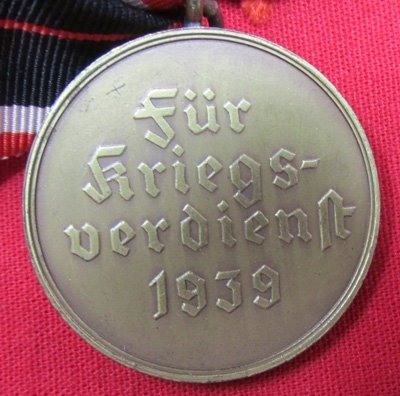 Für
Kriegs-
verdienst
1939